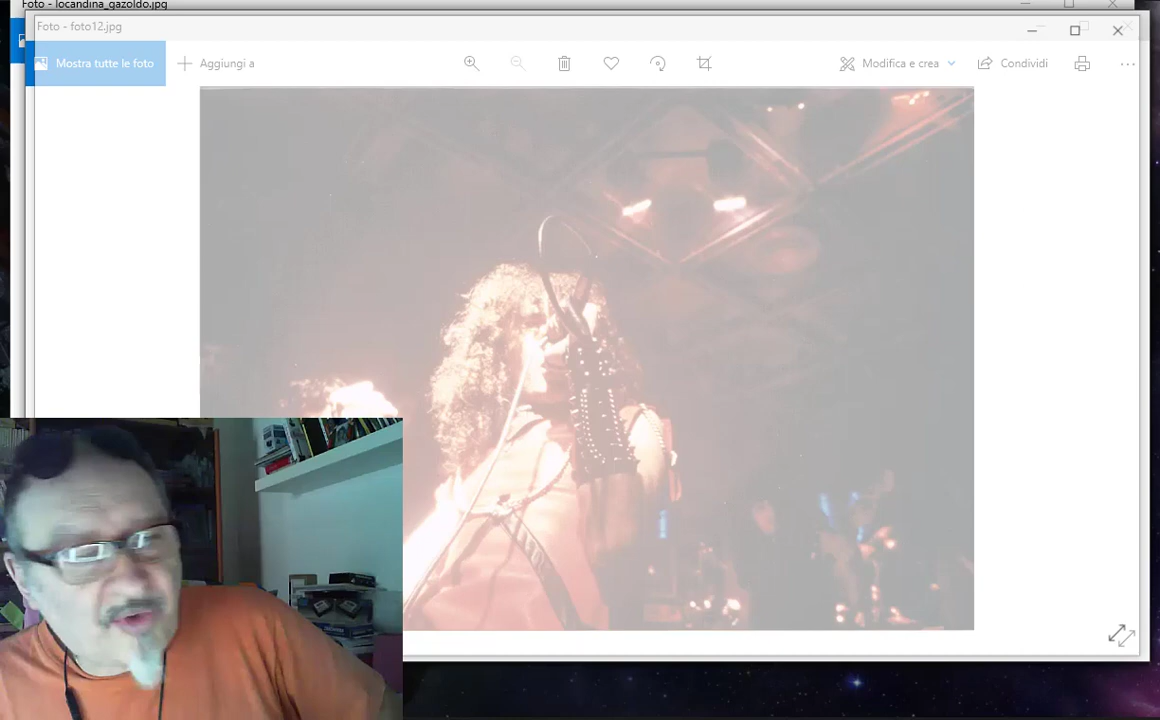 Foto - locandina_gazoldo.jpg
Foto - foto12.jpg
Mostra tutte le foto
Aggiungi a
Modifica e crea
Condividi